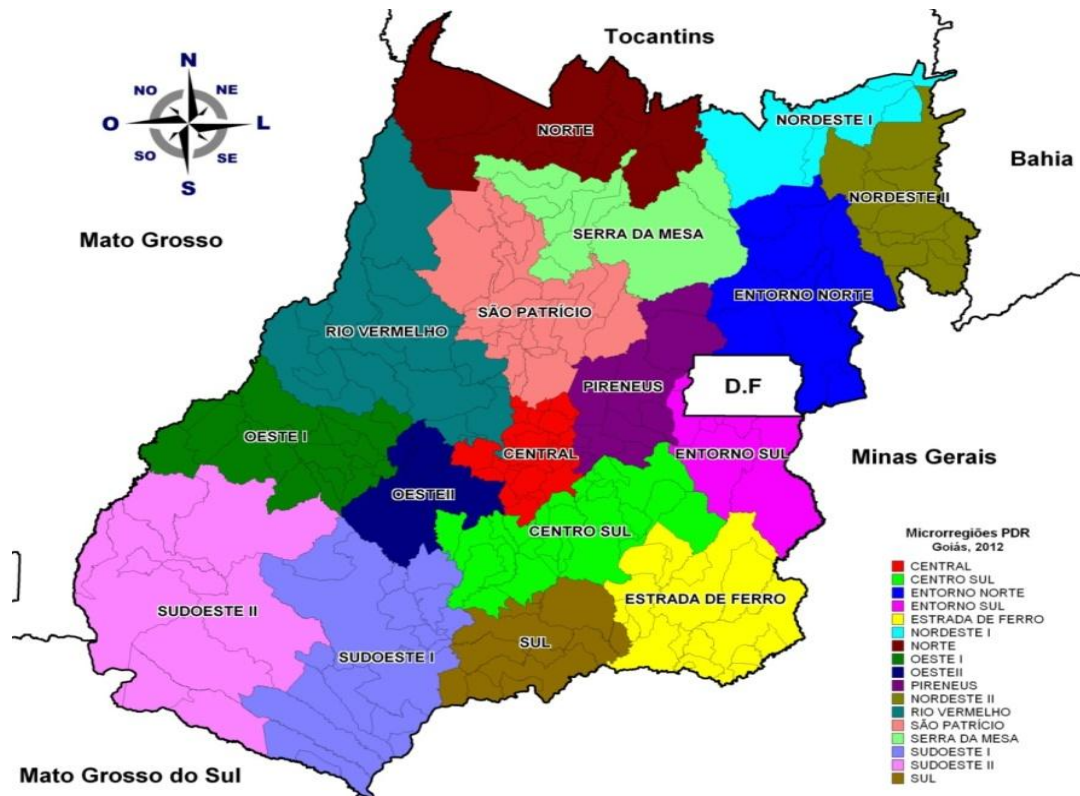 Tocantins
N
NO
NE
O
L
SO
SE
S
NORTE
NORDESTE I
Bahia
NORDESTE II
Mato Grosso
SERRA DA MESA
ENTORNO NORTE
SÃO PATRÍCIO
RIO VERMELHO
PIRENEUS
D.F
OESTE I
CENTRAL
ENTORNO SUL
Minas Gerais
OESTEII
CENTRO SUL
ESTRADA DE FERRO
SUDOESTE II
SUL
SUDOESTE I
Mato Grosso do Sul
Microrregiões PDR
Goiás, 2012
CENTRAL
CENTRO SUL
ENTORNO NORTE
ENTORNO SUL
ESTRADA DE FERRO
NORDESTE I
NORTE
OESTE I
OESTEII
PIRENEUS
NORDESTE II
RIO VERMELHO
SÃO PATRÍCIO
SERRA DA MESA
SUDOESTE I
SUDOESTE II
SUL